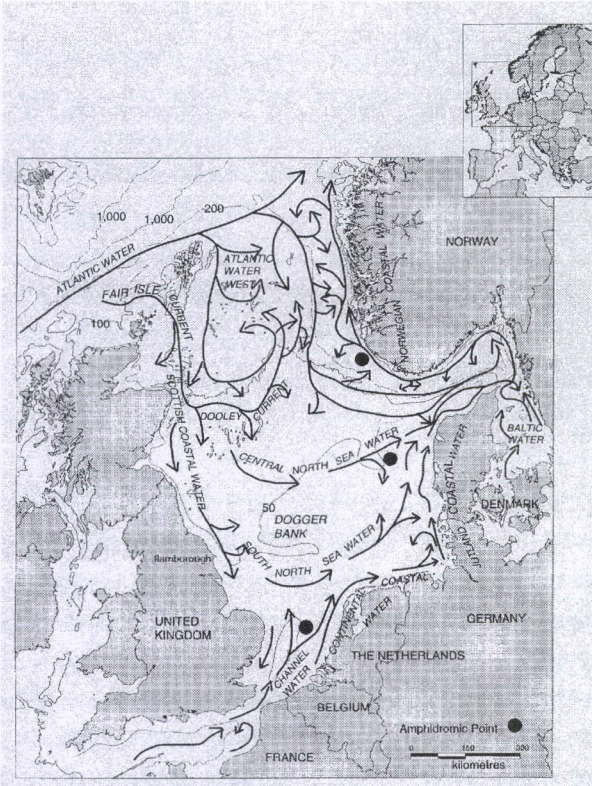 1,000
1,000
200
NORWAY
ATLANTIC WATER
ATLANTIC
WATER
WEST
FAIR ISLE
CURRENT
100
NORWEGIAN
COASTAL WATER
SCOTTISH COASTAL WATER
DOOLEY CURRENT
BALTIC
WATER
CENTRAL NORTH SEA WATER
50
DOGGER
BANK
JUTLAND COASTAL WATER
DENMARK
SOUTH NORTH SEA WATER
flamborough
CONTINENTAL COASTAL
WATER
UNITED
KINGDOM
GERMANY
CHANNEL
WATER
THE NETHERLANDS
BELGIUM
Amphidromic Point
FRANCE
0 150 300
kilometres